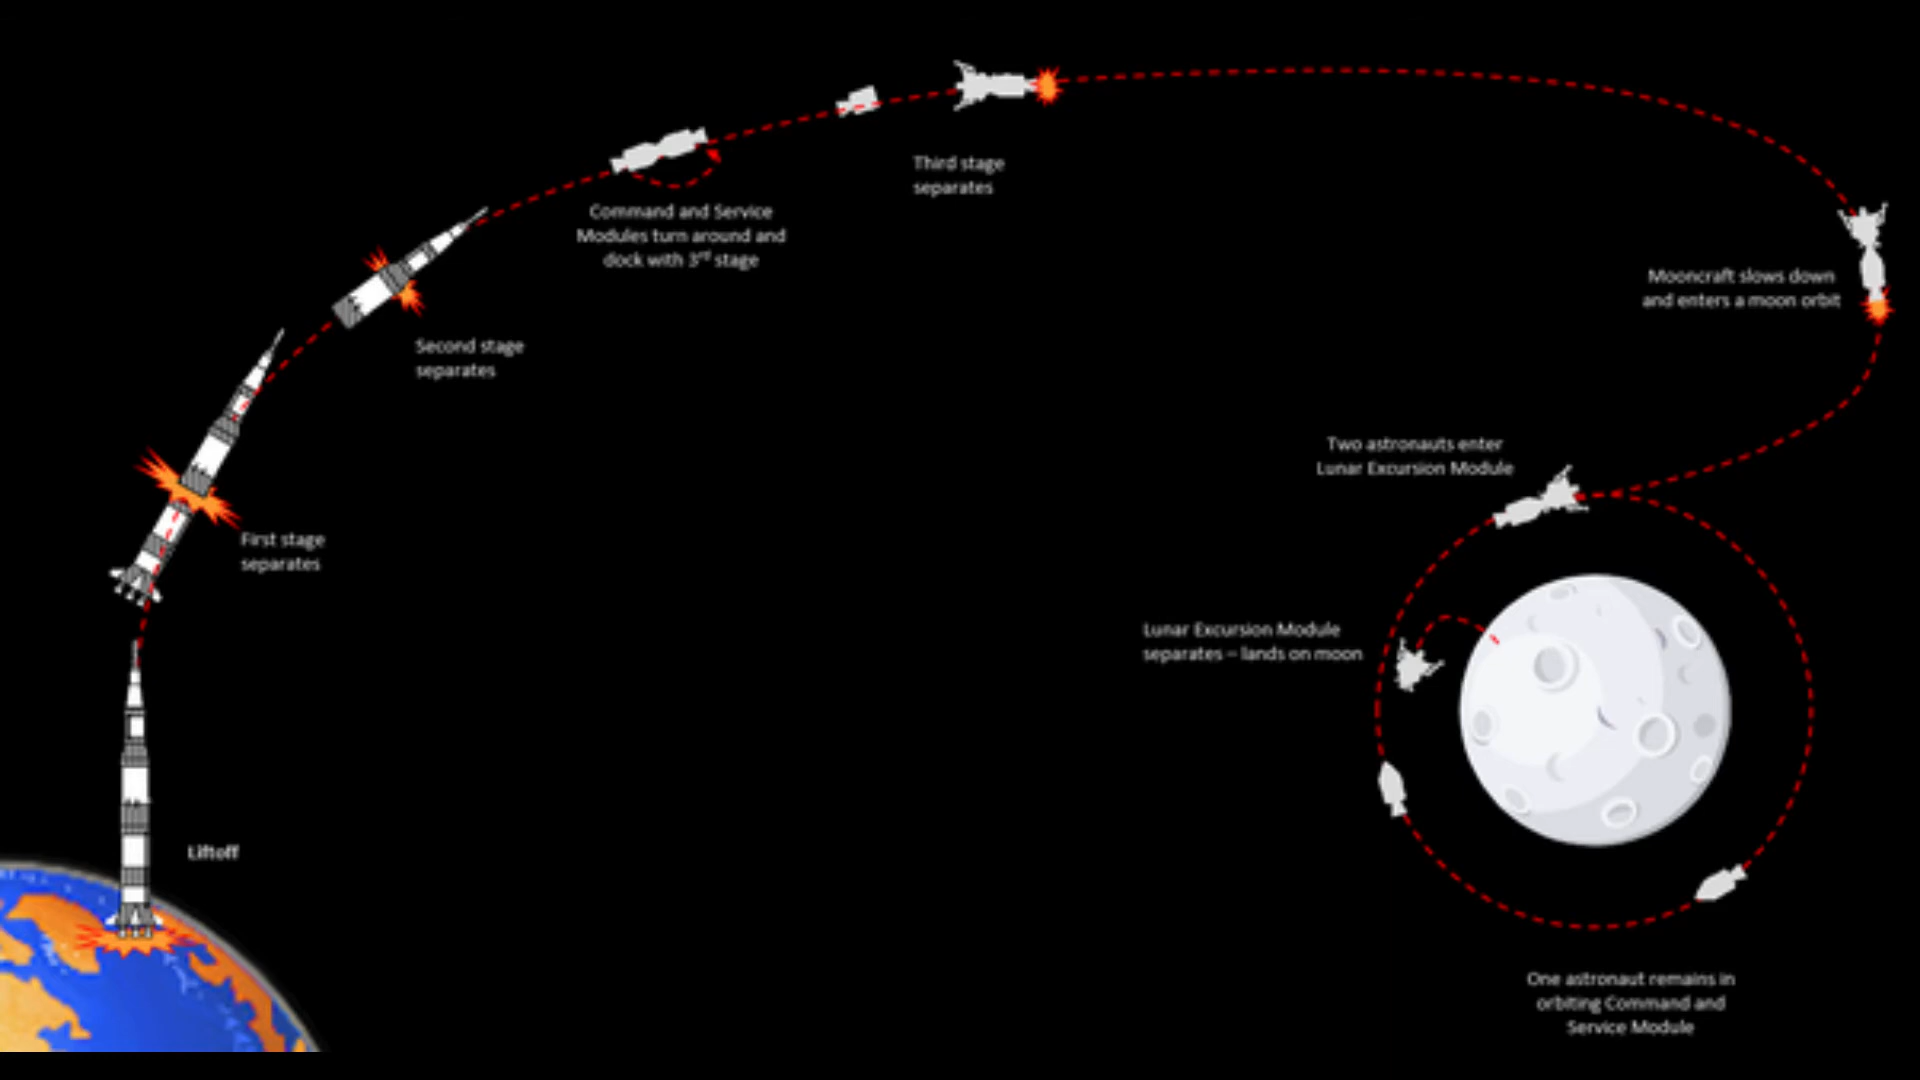 Liftoff
First stage
separates
Second stage
separates
Command and Service
Modules turn around and
dock with 3rd stage
Third stage
separates
Mooncraft slows down
and enters a moon orbit
Two astronauts enter
Lunar Excursion Module
Lunar Excursion Module
separates – lands on moon
One astronaut remains in
orbiting Command and
Service Module